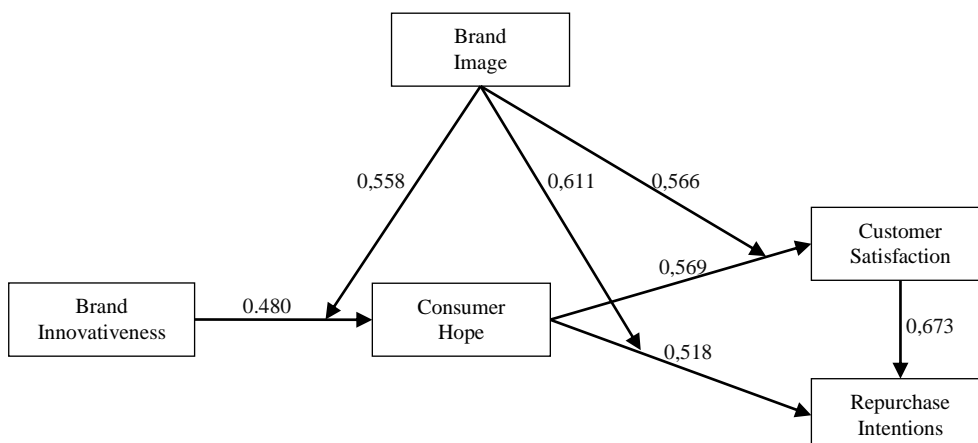 Brand
Image
0,558
0,611
0,566
Customer
Satisfaction
0,569
Brand
Innovativeness
0.480
Consumer
Hope
0,673
0,518
Repurchase
Intentions